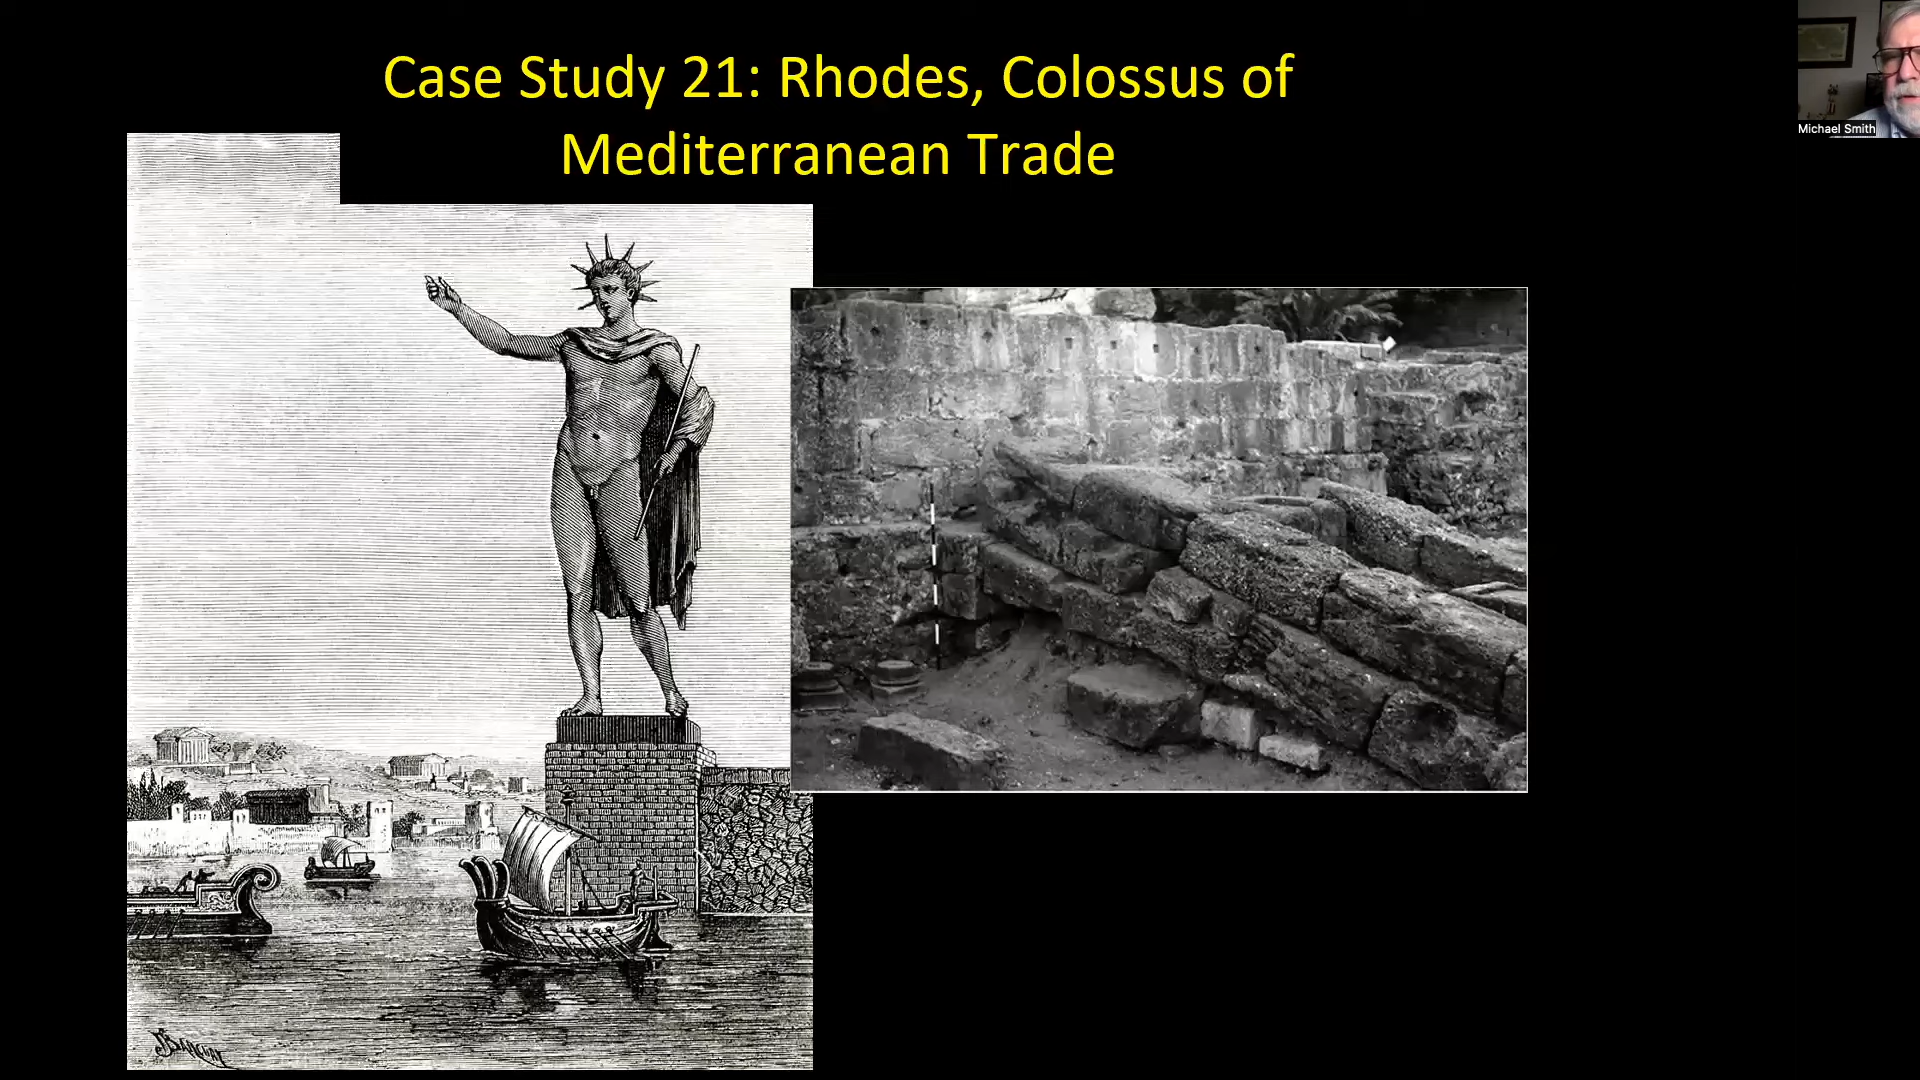 Case Study 21: Rhodes, Colossus of
Mediterranean Trade
Michael Smith